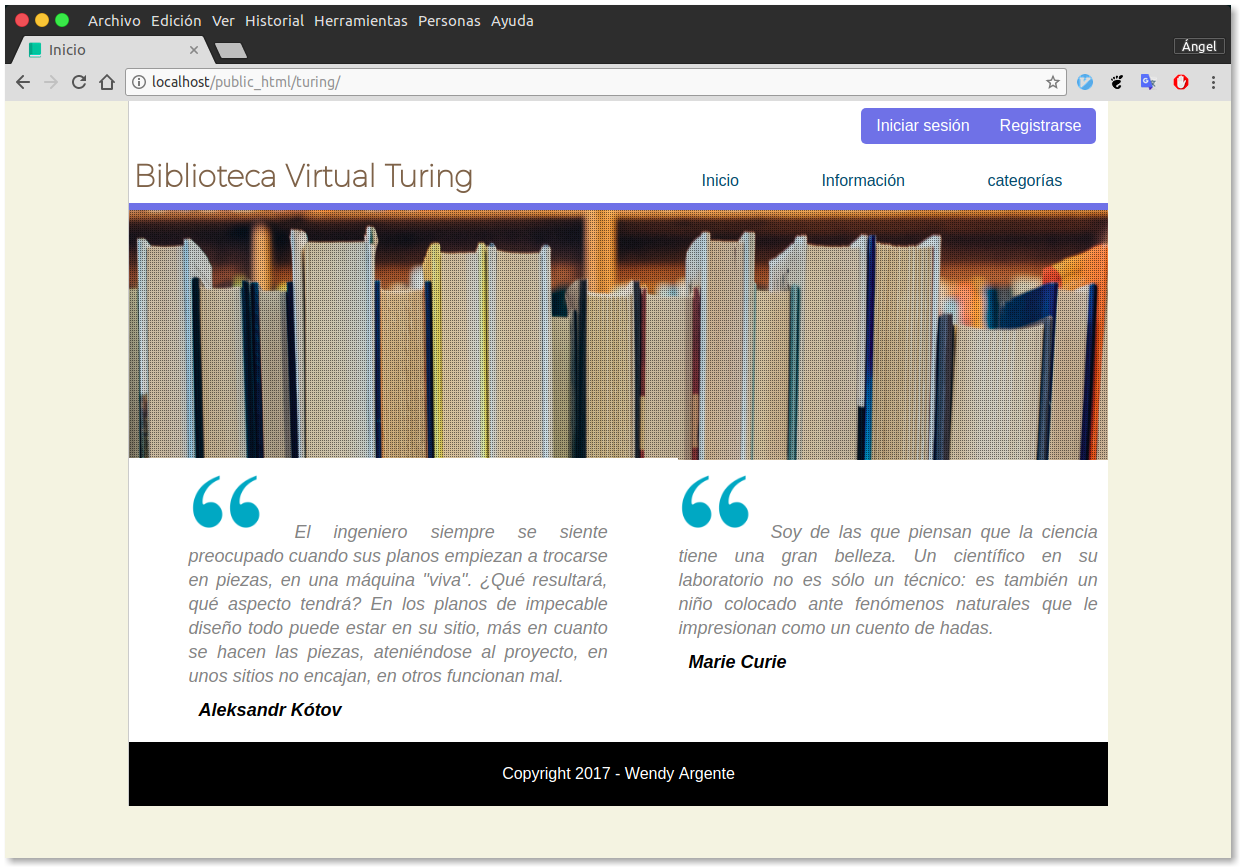 Archivo Edición Ver Historial Herramientas Personas Ayuda
Inicio
Ángel
localhost/public_html/turing/
Iniciar sesión Registrarse
Biblioteca Virtual Turing
Inicio Información categorías
“ El ingeniero siempre se siente
preocupado cuando sus planos empiezan a trocarse
en piezas, en una máquina "viva". ¿Qué resultará,
qué aspecto tendrá? En los planos de impecable
diseño todo puede estar en su sitio, más en cuanto
se hacen las piezas, ateniéndose al proyecto, en
unos sitios no encajan, en otros funcionan mal.
Aleksandr Kótov
“ Soy de las que piensan que la ciencia
tiene una gran belleza. Un científico en su
laboratorio no es sólo un técnico: es también un
niño colocado ante fenómenos naturales que le
impresionan como un cuento de hadas.
Marie Curie
Copyright 2017 - Wendy Argente